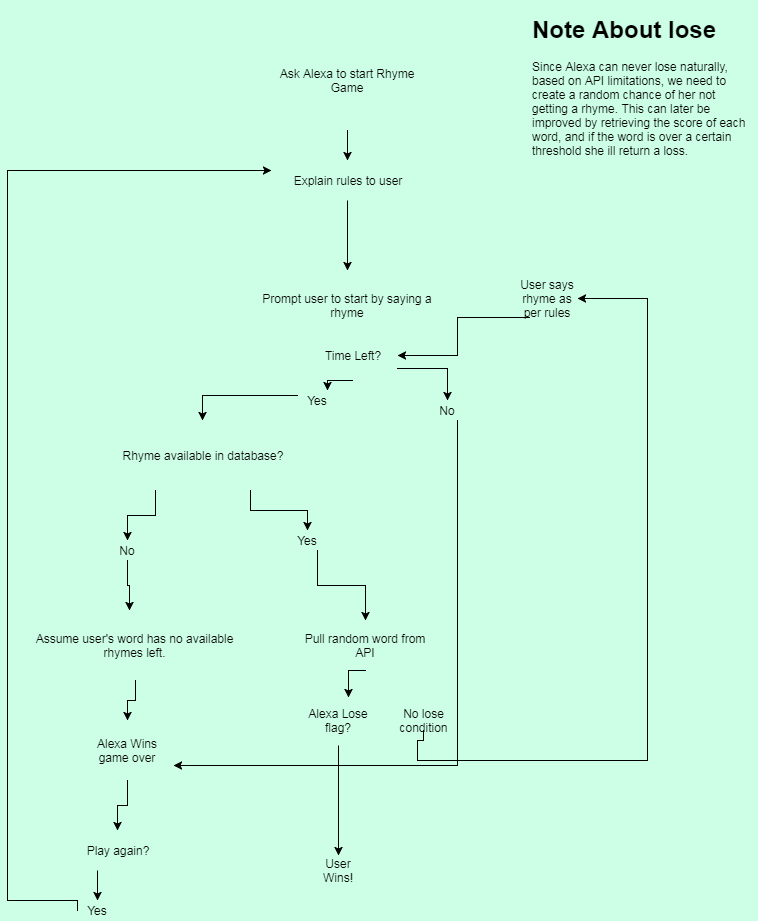 Note About lose
Since Alexa can never lose naturally,
based on API limitations, we need to
create a random chance of her not
getting a rhyme. This can later be
improved by retrieving the score of each
word, and if the word is over a certain
threshold she ill return a loss.
Ask Alexa to start Rhyme
Game
Explain rules to user
Prompt user to start by saying a
rhyme
User says
rhyme as
per rules
Time Left?
Yes
No
Rhyme available in database?
No
Yes
Assume user's word has no available
rhymes left.
Pull random word from
API
Alexa Lose
flag?
No lose
condition
Alexa Wins
game over
Play again?
User
Wins!
Yes